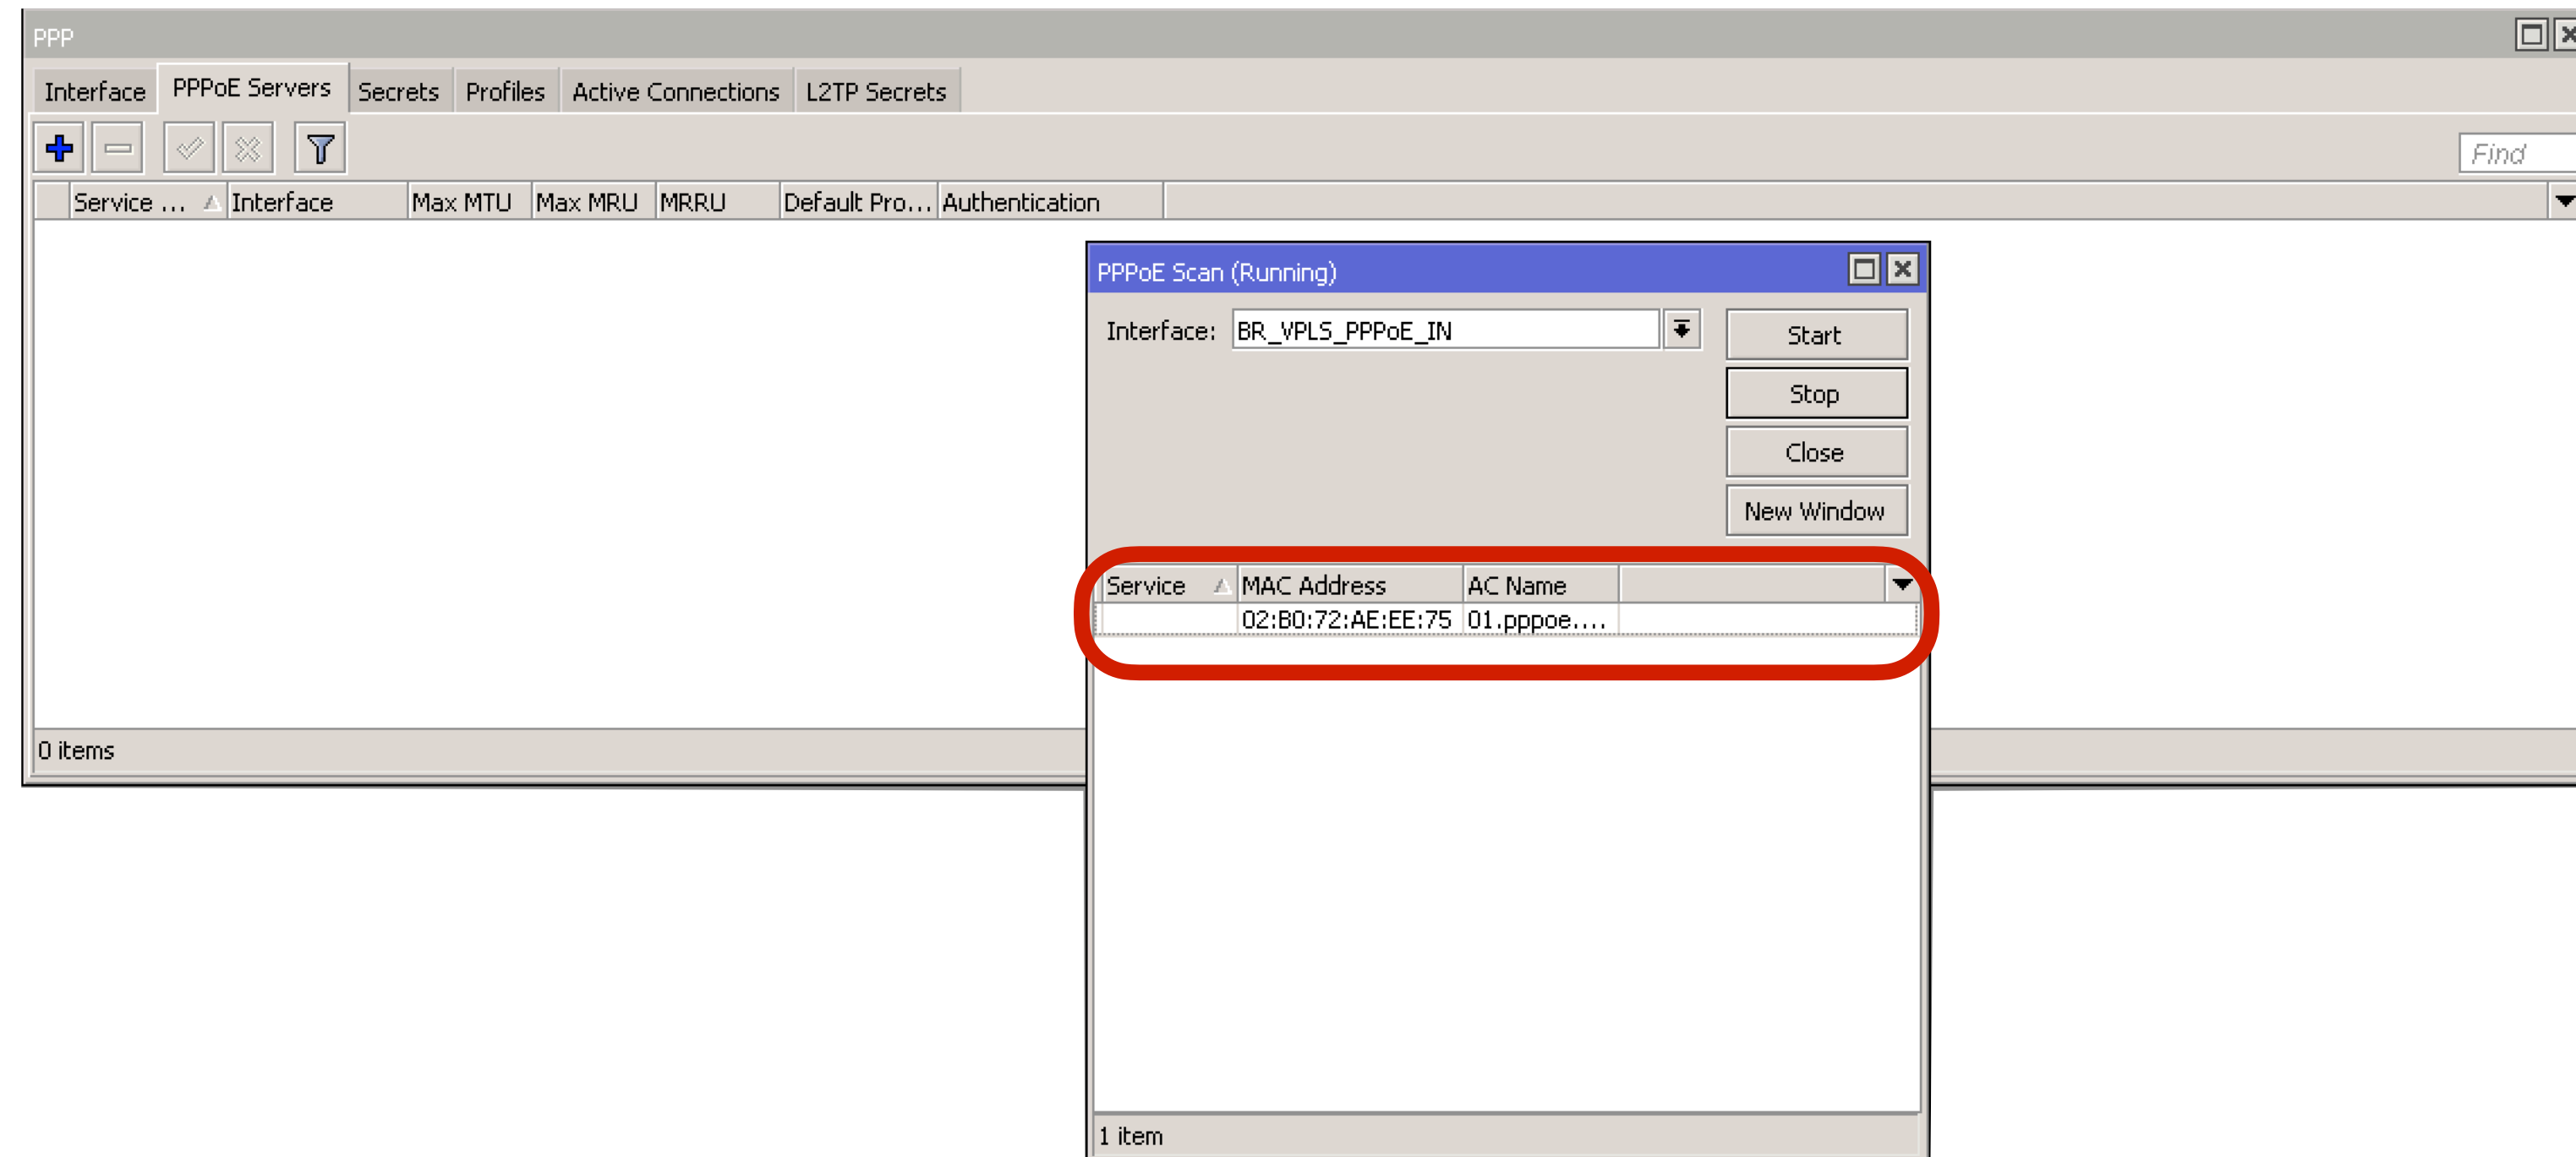 PPP
Interface PPPoE Servers Secrets Profiles Active Connections L2TP Secrets
Find
Service ... Interface Max MTU Max MRU MRRU Default Pro... Authentication
PPPoE Scan (Running)
Interface: BR_VPLS_PPPoE_IN
Start
Stop
Close
New Window
Service MAC Address AC Name
02:B0:72:AE:EE:75 01.pppoe....
0 items
1 item